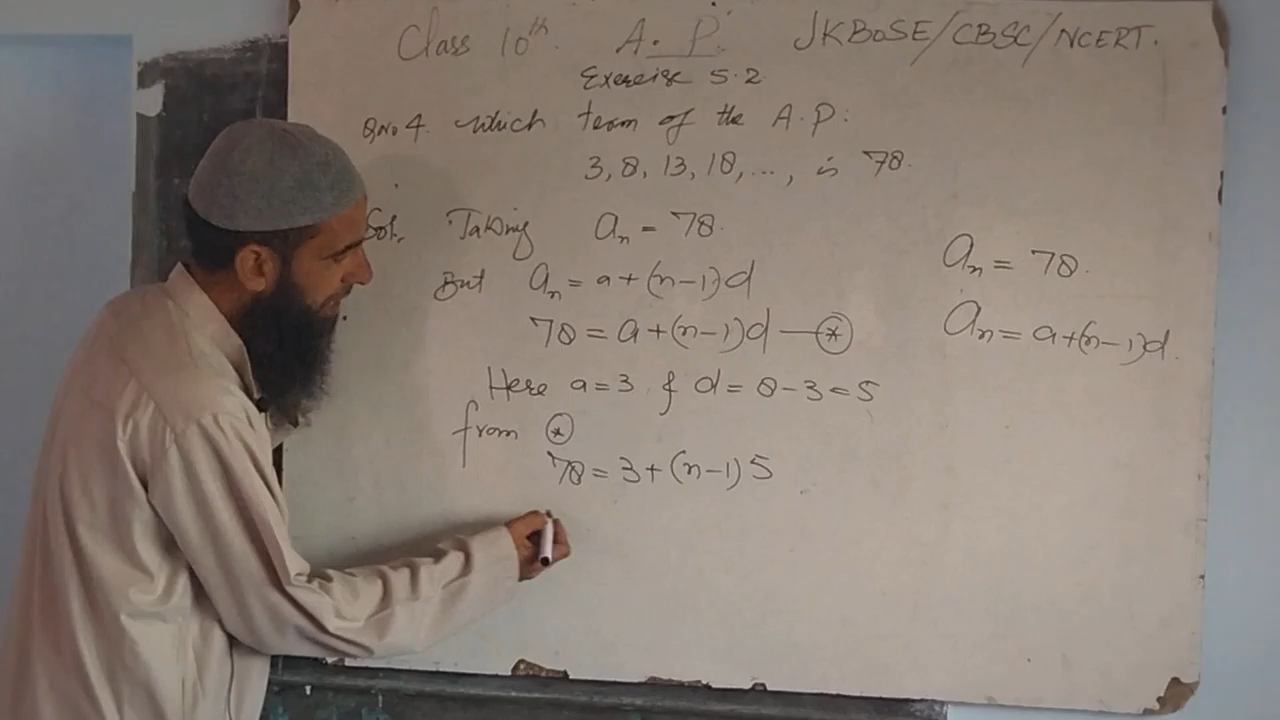 Class 10th. A.P. JKBOSE/CBSC/NCERT.
Exercise 5.2
Qno 4. which term of the A.P:
3, 8, 13, 18, ..., is 78.
Sol. Taking an = 78.
But an = a+(n-1)d
78 = a+(n-1)d —⊛
Here a=3 & d= 8-3=5
from ⊛
78= 3+(n-1)5
an = 78.
an = a+(n-1)d.